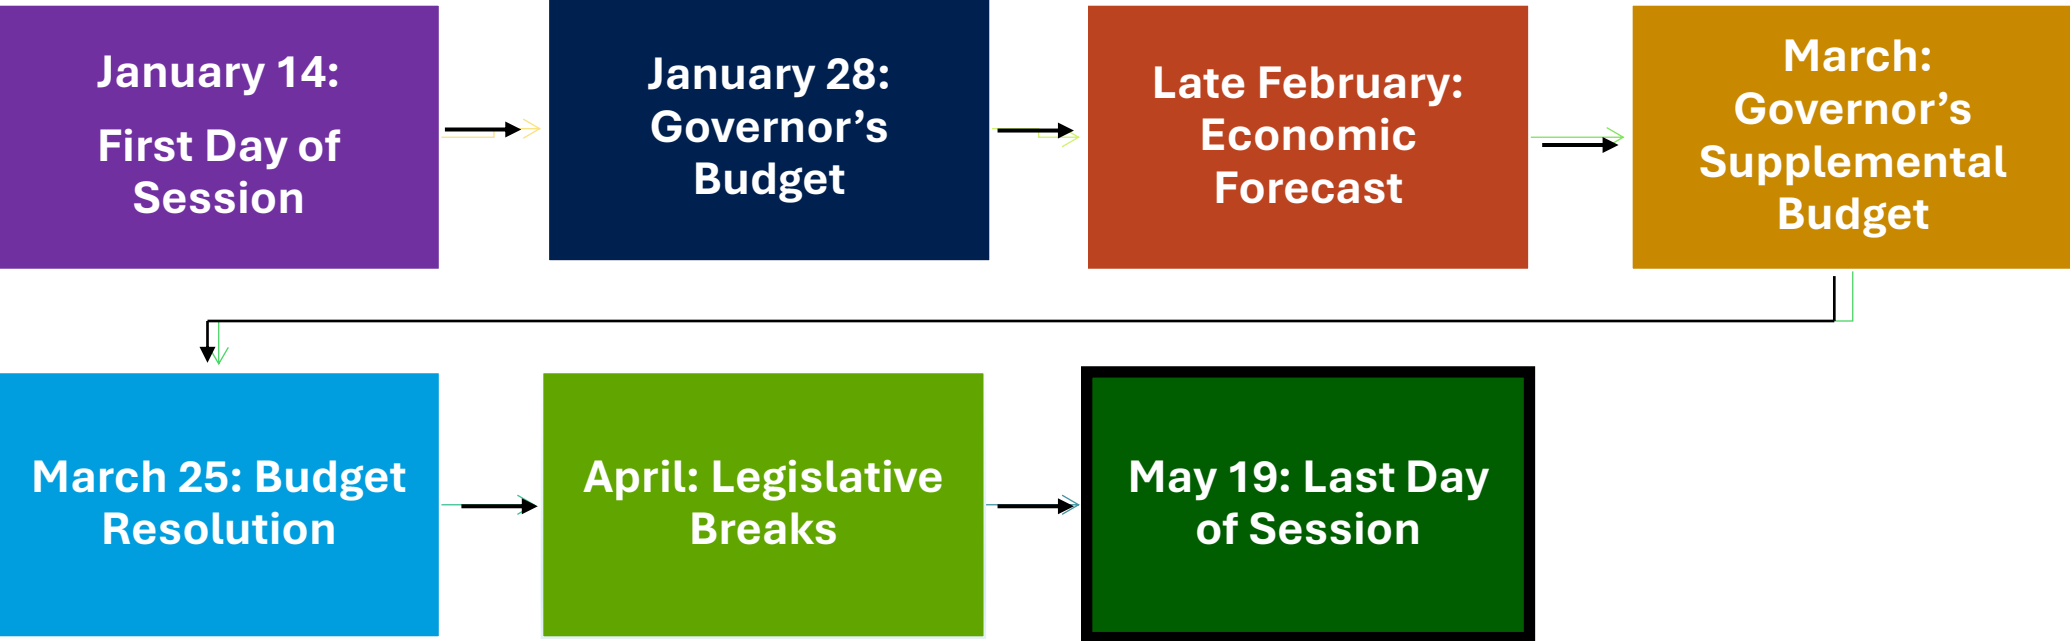 January 14:
First Day of
Session
January 28:
Governor’s
Budget
Late February:
Economic
Forecast
March:
Governor’s
Supplemental
Budget
March 25: Budget
Resolution
April: Legislative
Breaks
May 19: Last Day
of Session